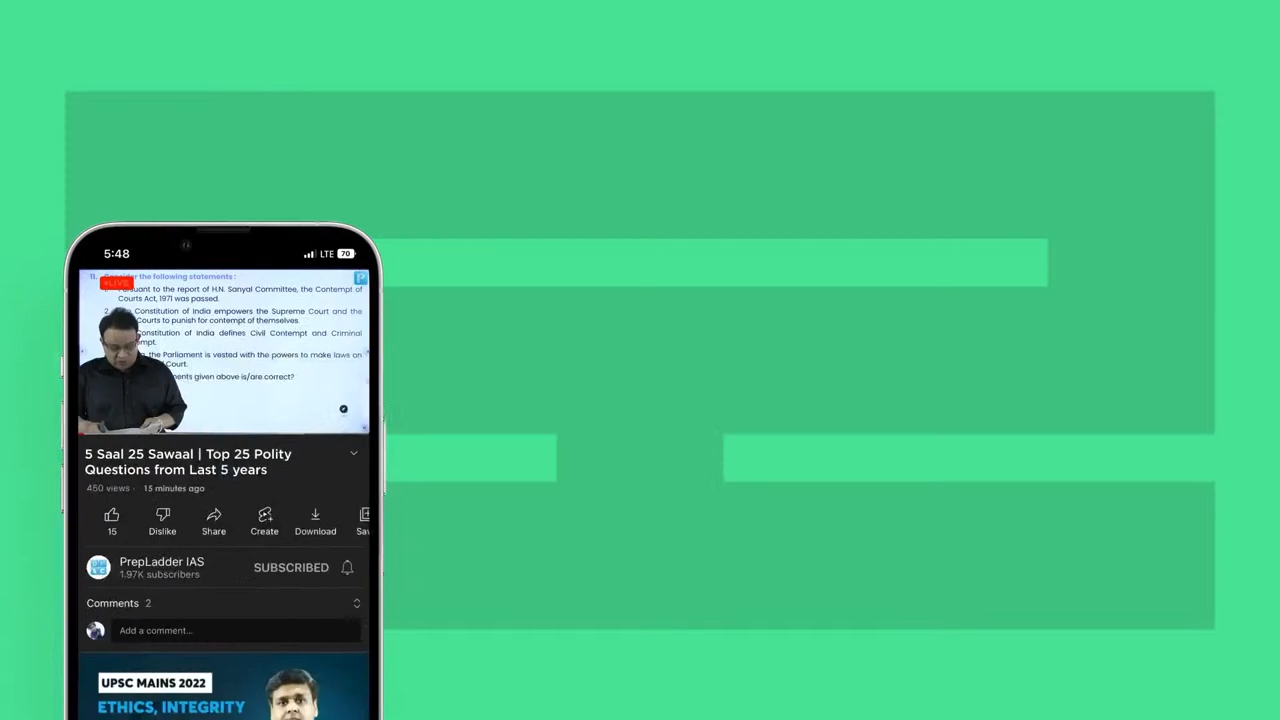 5:48
LTE 70
11. Consider the following statements :
LIVE
Pursuant to the report of H.N. Sanyal Committee, the Contempt of
Courts Act, 1971 was passed.
2. Constitution of India empowers the Supreme Court and the
Courts to punish for contempt of themselves.
Constitution of India defines Civil Contempt and Criminal
the Parliament is vested with the powers to make laws on
Court.
given above is/are correct?
5 Saal 25 Sawaal | Top 25 Polity
Questions from Last 5 years
450 views · 15 minutes ago
15 Dislike Share Create Download Sav
PrepLadder IAS
1.97K subscribers
SUBSCRIBED
Comments 2
Add a comment...
UPSC MAINS 2022
ETHICS, INTEGRITY